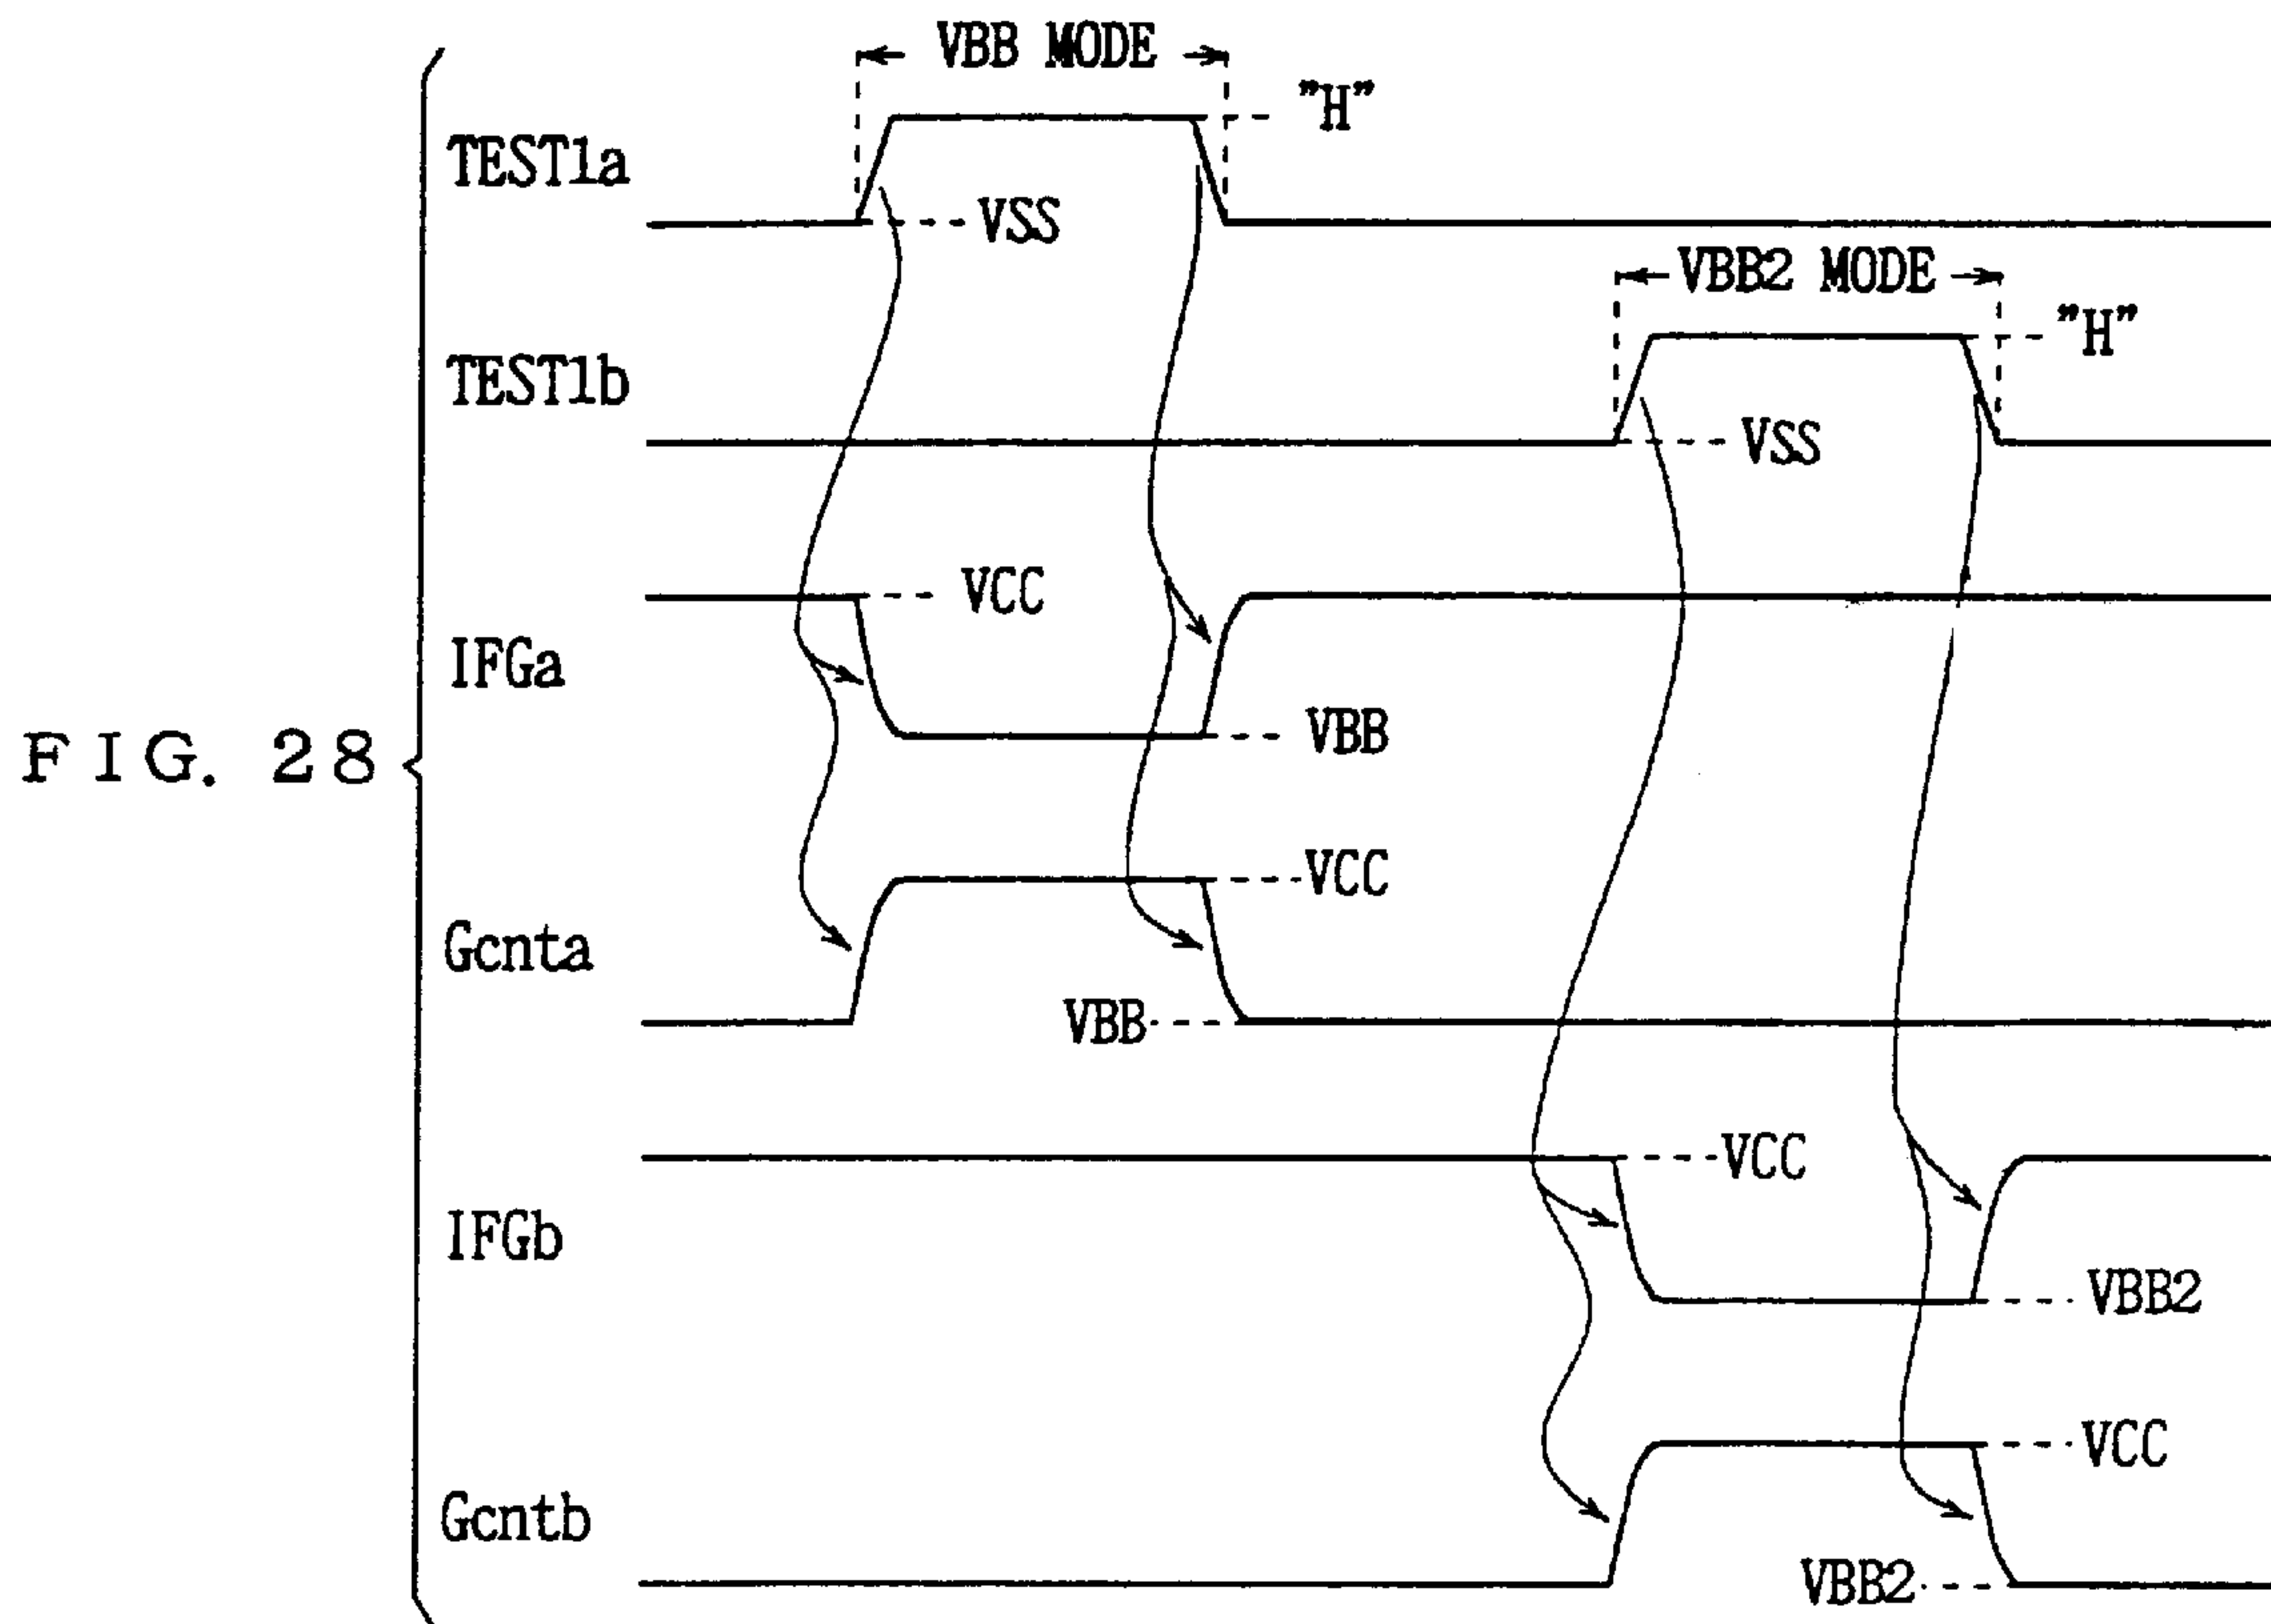 VBB MODE
"H"
TEST1a
VSS
VBB2 MODE
"H"
TEST1b
VSS
VCC
IFGa
VBB
FIG. 28
VCC
Gcnta
VBB
VCC
IFGb
VBB2
VCC
Gcntb
VBB2